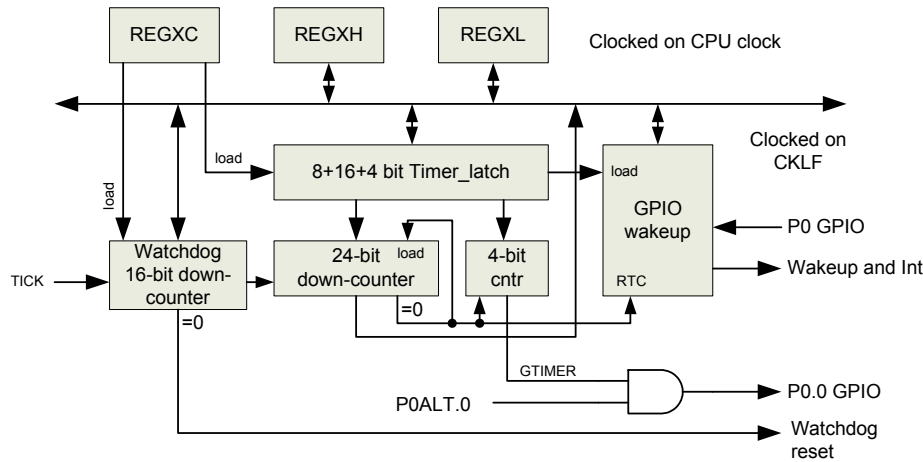 REGXC
REGXH
REGXL
Clocked on CPU clock
Clocked on
CKLF
load
load
8+16+4 bit Timer_latch
load
GPIO
wakeup
RTC
P0 GPIO
Wakeup and Int
TICK
Watchdog
16-bit down-
counter
=0
24-bit
down-counter
load
=0
4-bit
cntr
GTIMER
P0ALT.0
P0.0 GPIO
Watchdog
reset